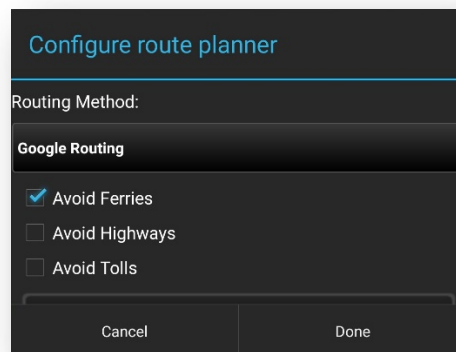 Configure route planner
Routing Method:
Google Routing
Avoid Ferries
Avoid Highways
Avoid Tolls
Cancel Done